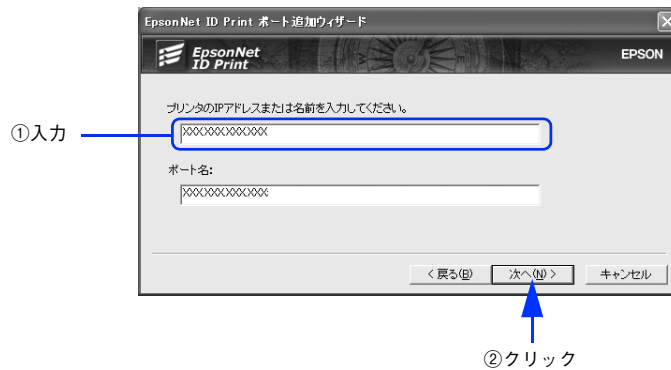 EpsonNet ID Print ポート追加ウィザード
EpsonNet
ID Print
EPSON
プリンタのIPアドレスまたは名前を入力してください。
①入力
XXX.XXX.XXX.XXX
ポート名:
XXX.XXX.XXX.XXX
< 戻る(B)
次へ(N) >
キャンセル
②クリック